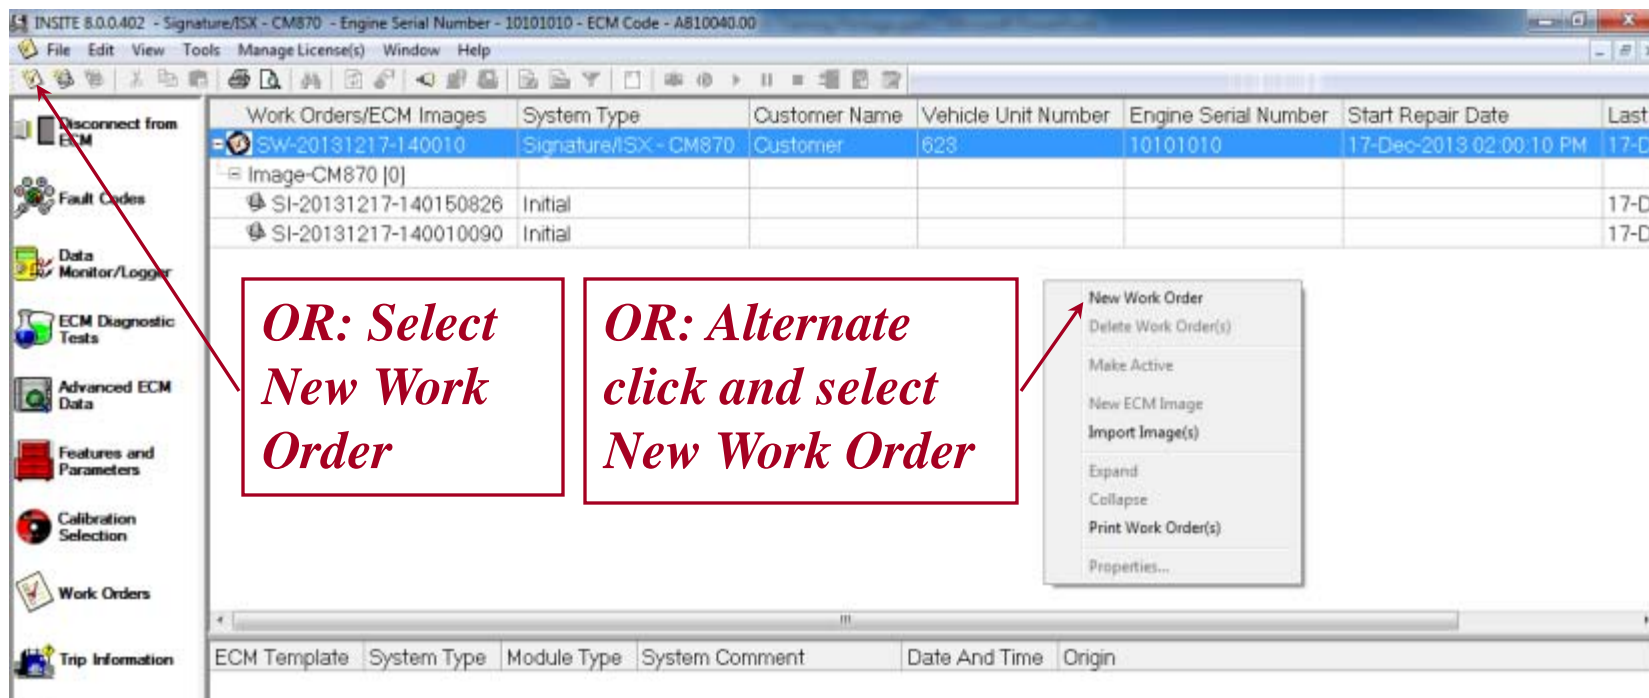 INSITE 8.0.0.402 - Signature/ISX - CM870 - Engine Serial Number - 10101010 - ECM Code - AB10040.00
File Edit View Tools Manage License(s) Window Help
Disconnect from
ECM
Fault Codes
Data
Monitor/Logger
ECM Diagnostic
Tests
Advanced ECM
Data
Features and
Parameters
Calibration
Selection
Work Orders
Trip Information
Work Orders/ECM Images System Type Customer Name Vehicle Unit Number Engine Serial Number Start Repair Date Last
SW-20131217-140010 Signature/ISX - CM870 Customer 623 10101010 17-Dec-2013 02:00:10 PM 17-D
Image-CM870 [0]
SI-20131217-140150826 Initial 17-D
SI-20131217-140010090 Initial 17-D
OR: Select
New Work
Order
OR: Alternate
click and select
New Work Order
New Work Order
Delete Work Order(s)
Make Active
New ECM Image
Import Image(s)
Expand
Collapse
Print Work Order(s)
Properties...
ECM Template System Type Module Type System Comment Date And Time Origin